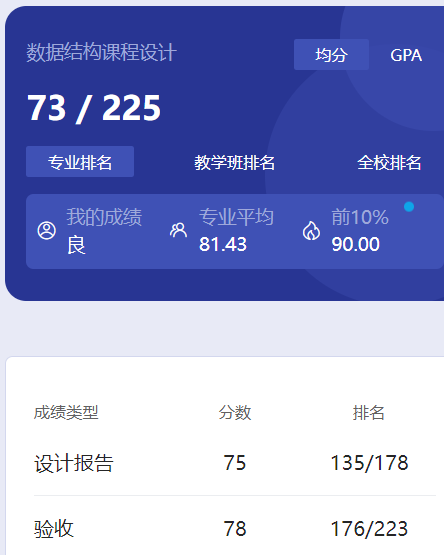 数据结构课程设计 均分 GPA
73 / 225
专业排名 教学班排名 全校排名
我的成绩 专业平均 前10%
良 81.43 90.00
成绩类型 分数 排名
设计报告 75 135/178
验收 78 176/223